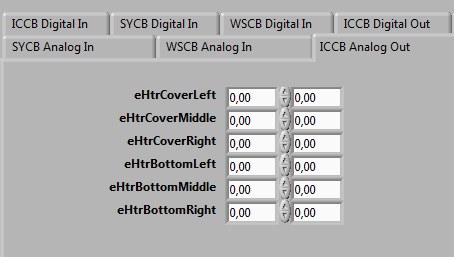 ICCB Digital In SYCB Digital In WSCB Digital In ICCB Digital Out
SYCB Analog In WSCB Analog In ICCB Analog Out
eHtrCoverLeft 0,00 0,00
eHtrCoverMiddle 0,00 0,00
eHtrCoverRight 0,00 0,00
eHtrBottomLeft 0,00 0,00
eHtrBottomMiddle 0,00 0,00
eHtrBottomRight 0,00 0,00